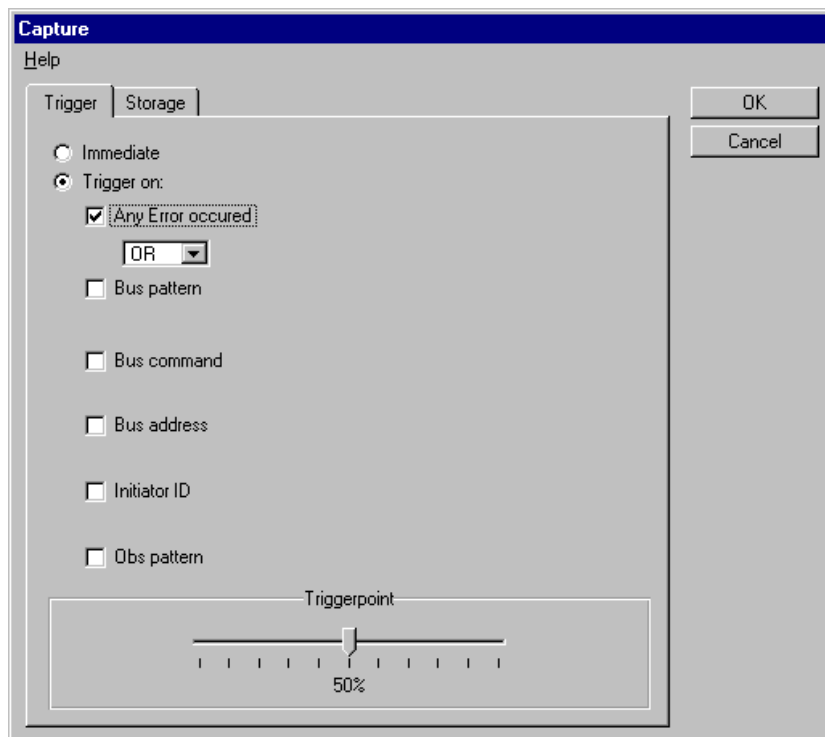 Capture
Help
Trigger Storage
OK
Cancel
Immediate
Trigger on:
Any Error occured
OR
Bus pattern
Bus command
Bus address
Initiator ID
Obs pattern
Triggerpoint
50%